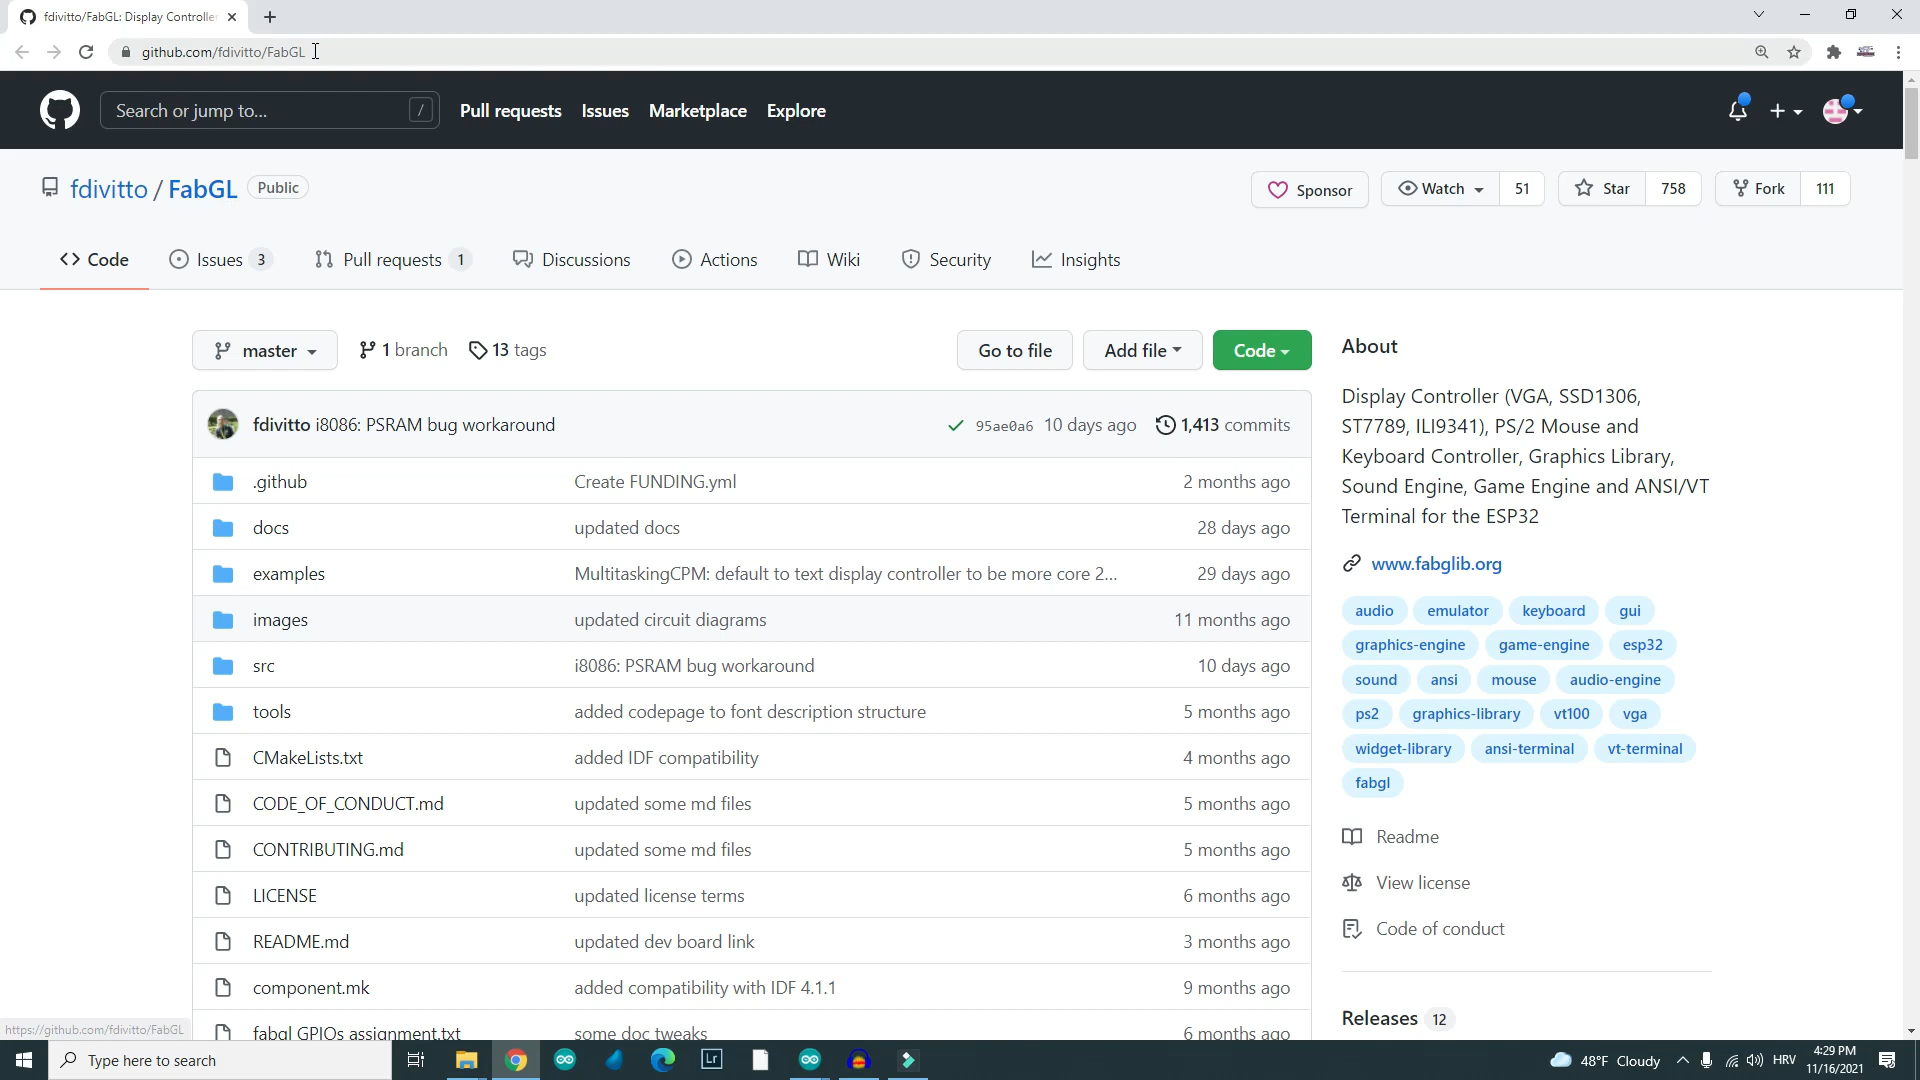 fdivitto/FabGL: Display Controller
github.com/fdivitto/FabGL
Search or jump to... /
Pull requests Issues Marketplace Explore
fdivitto / FabGL Public
Sponsor Watch 51 Star 758 Fork 111
Code Issues 3 Pull requests 1 Discussions Actions Wiki Security Insights
master 1 branch 13 tags Go to file Add file Code
fdivitto i8086: PSRAM bug workaround 95ae0a6 10 days ago 1,413 commits
.github Create FUNDING.yml 2 months ago
docs updated docs 28 days ago
examples MultitaskingCPM: default to text display controller to be more core 2... 29 days ago
images updated circuit diagrams 11 months ago
src i8086: PSRAM bug workaround 10 days ago
tools added codepage to font description structure 5 months ago
CMakeLists.txt added IDF compatibility 4 months ago
CODE_OF_CONDUCT.md updated some md files 5 months ago
CONTRIBUTING.md updated some md files 5 months ago
LICENSE updated license terms 6 months ago
README.md updated dev board link 3 months ago
component.mk added compatibility with IDF 4.1.1 9 months ago
fabgl GPIOs assignment.txt some doc tweaks 6 months ago
About
Display Controller (VGA, SSD1306,
ST7789, ILI9341), PS/2 Mouse and
Keyboard Controller, Graphics Library,
Sound Engine, Game Engine and ANSI/VT
Terminal for the ESP32
www.fabglib.org
audio emulator keyboard gui
graphics-engine game-engine esp32
sound ansi mouse audio-engine
ps2 graphics-library vt100 vga
widget-library ansi-terminal vt-terminal
fabgl
Readme
View license
Code of conduct
Releases 12
https://github.com/fdivitto/FabGL
Type here to search
Lr
48°F Cloudy HRV 4:29 PM
11/16/2021